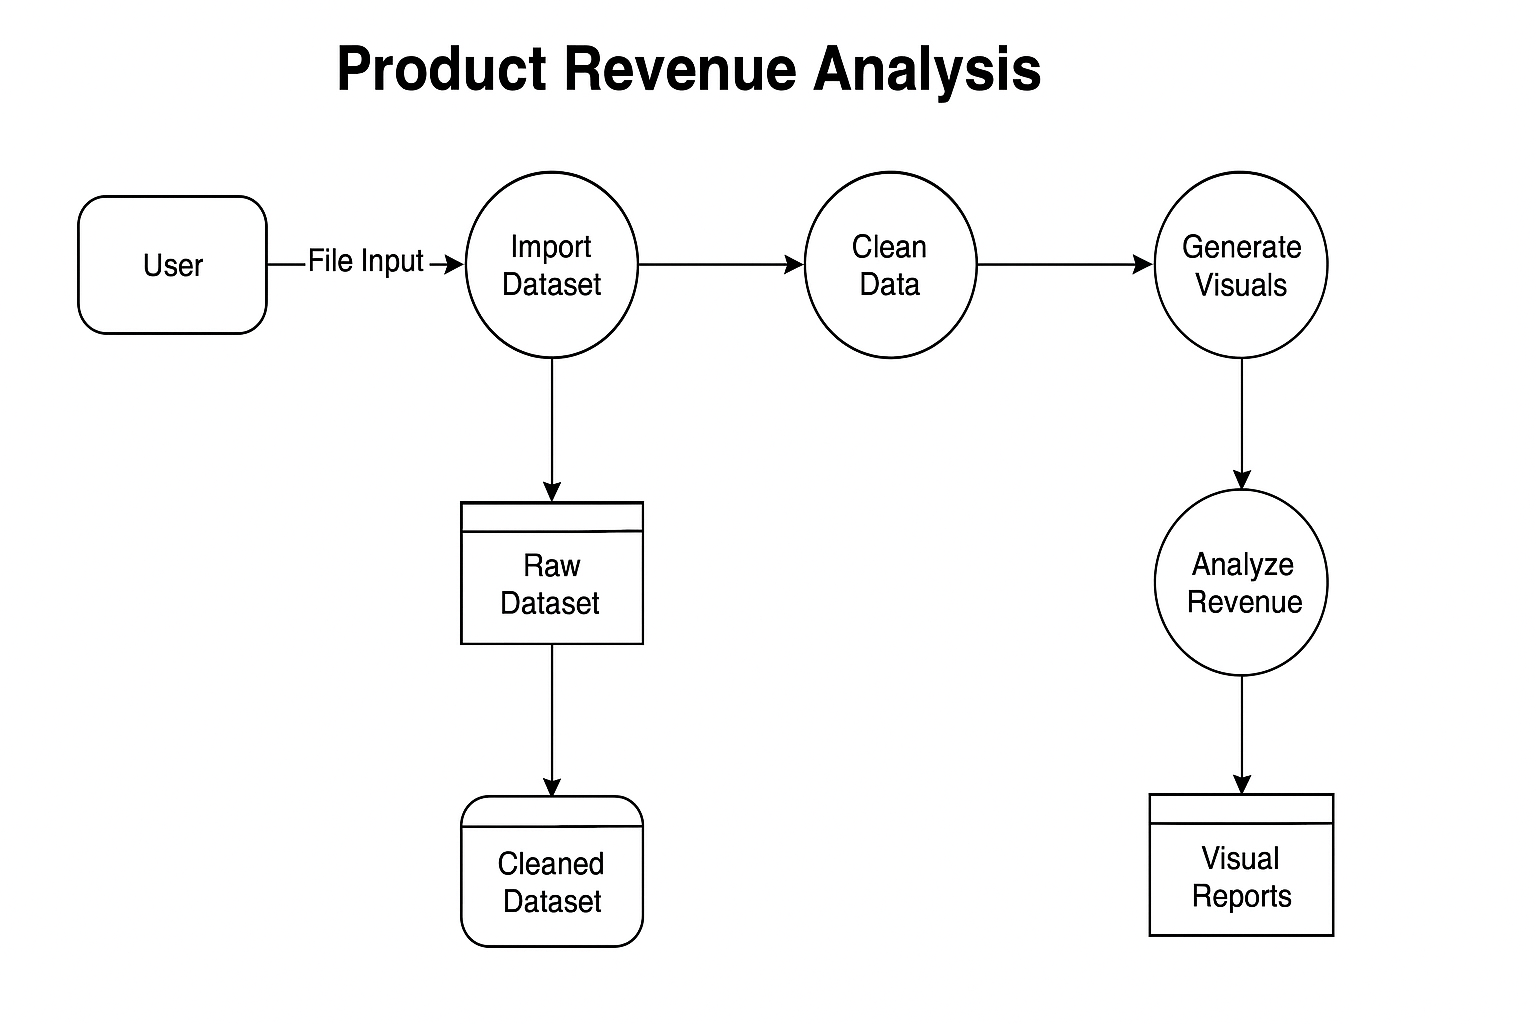 Product Revenue Analysis
User
File Input
Import
Dataset
Clean
Data
Generate
Visuals
Raw
Dataset
Analyze
Revenue
Cleaned
Dataset
Visual
Reports